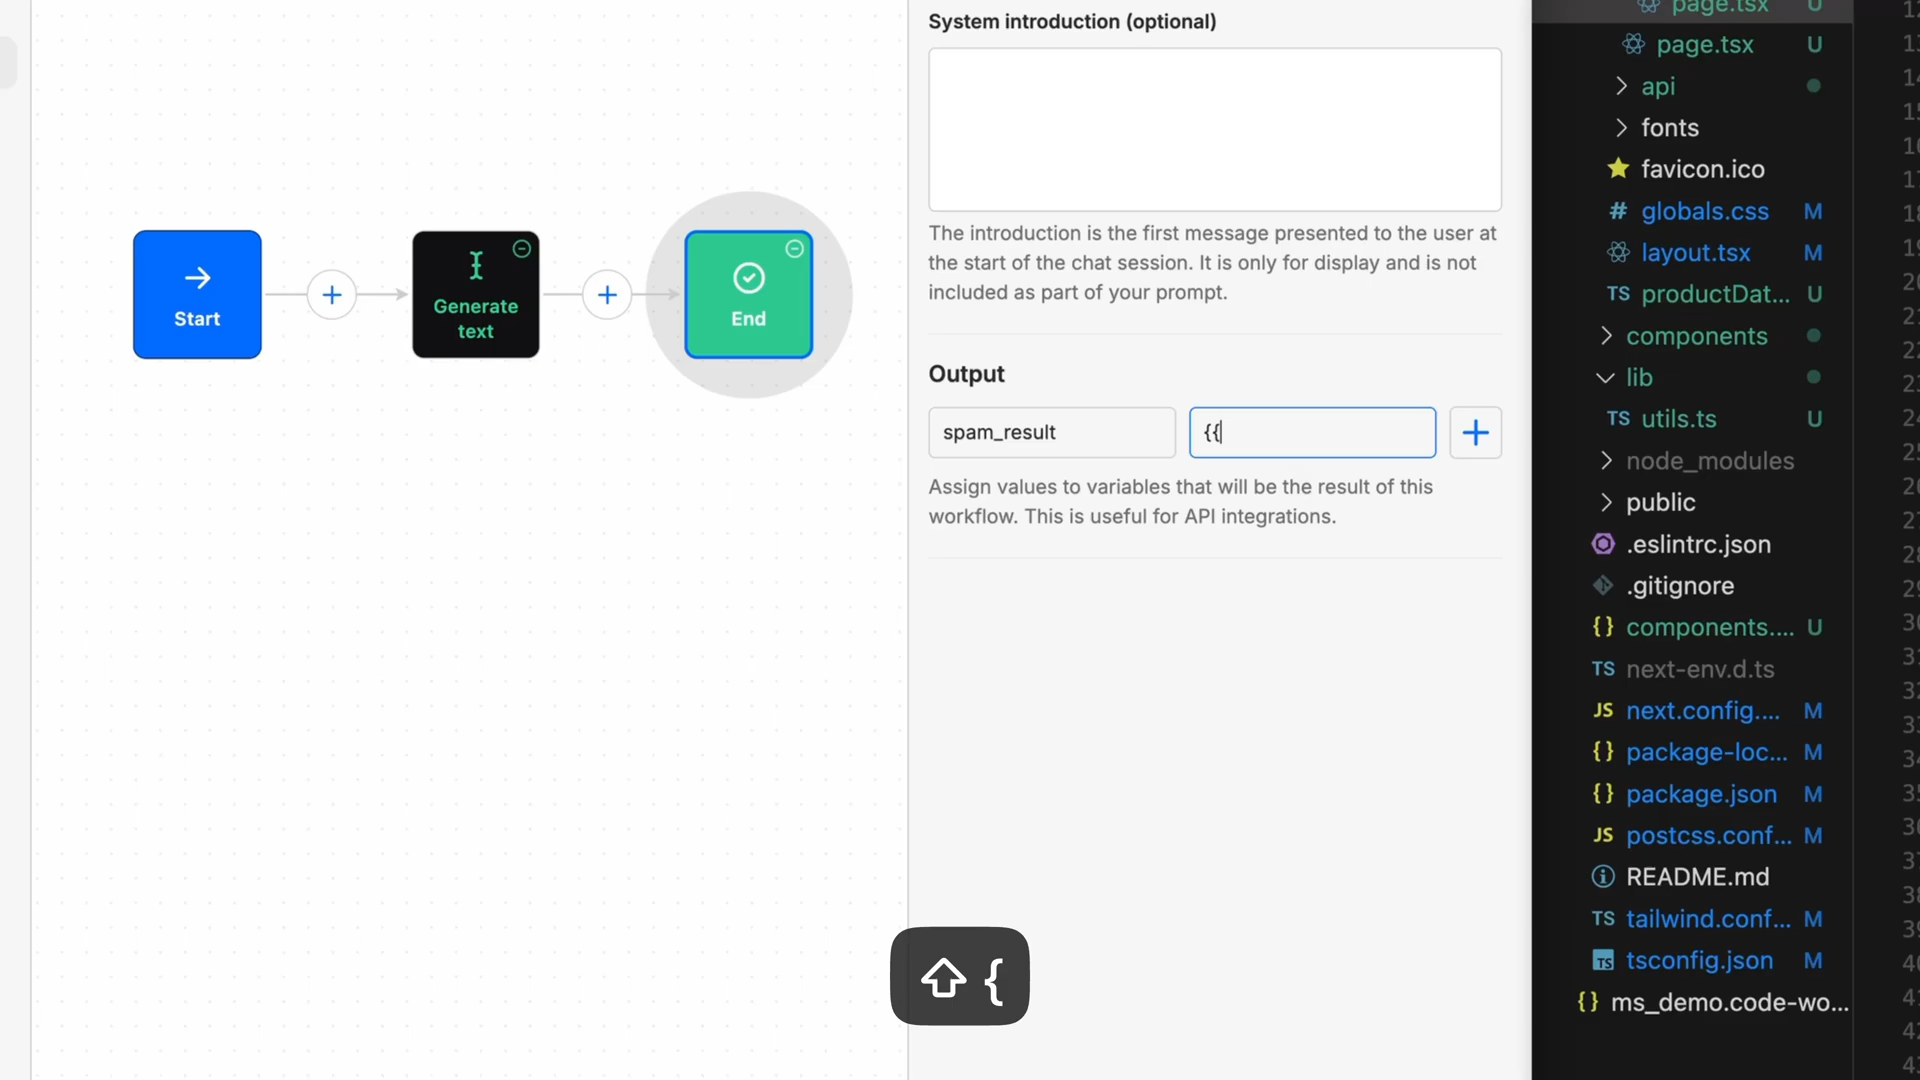 Start
Generate
text
End
System introduction (optional)
The introduction is the first message presented to the user at
the start of the chat session. It is only for display and is not
included as part of your prompt.
Output
spam_result
{{
Assign values to variables that will be the result of this
workflow. This is useful for API integrations.
{
page.tsx U
page.tsx U
api
fonts
favicon.ico
# globals.css M
layout.tsx M
TS productDat... U
components
lib
TS utils.ts U
node_modules
public
.eslintrc.json
.gitignore
{} components.... U
TS next-env.d.ts
JS next.config.... M
{} package-loc... M
{} package.json M
JS postcss.conf... M
README.md
TS tailwind.conf... M
TS tsconfig.json M
{} ms_demo.code-wo...